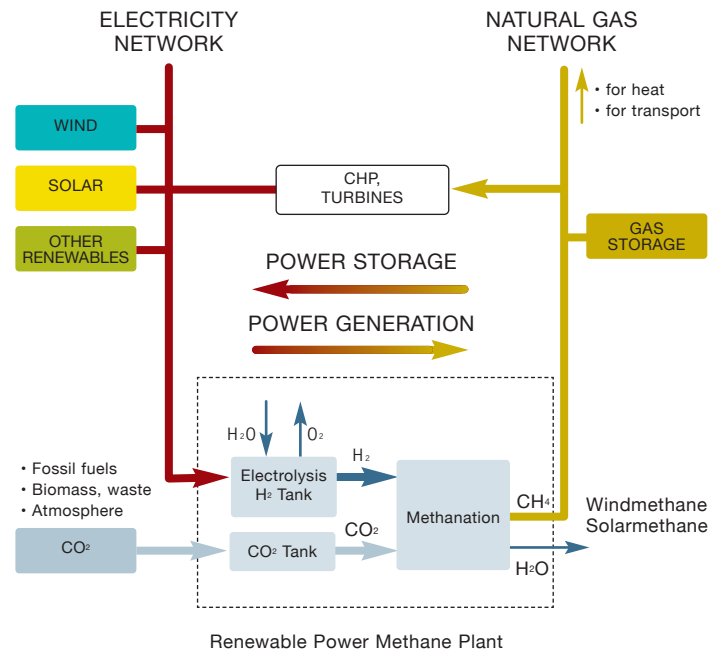 ELECTRICITY
NETWORK
NATURAL GAS
NETWORK
• for heat
• for transport
WIND
SOLAR
OTHER
RENEWABLES
CHP,
TURBINES
GAS
STORAGE
POWER STORAGE
POWER GENERATION
H₂O
O₂
• Fossil fuels
• Biomass, waste
• Atmosphere
Electrolysis
H₂ Tank
H₂
Methanation
CH₄
Windmethane
Solarmethane
CO₂
CO₂ Tank
CO₂
H₂O
Renewable Power Methane Plant